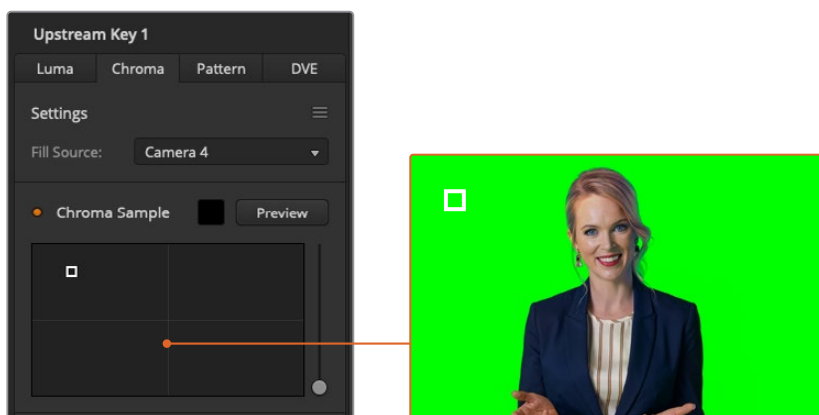 Upstream Key 1
Luma Chroma Pattern DVE
Settings
Fill Source: Camera 4
Chroma Sample Preview